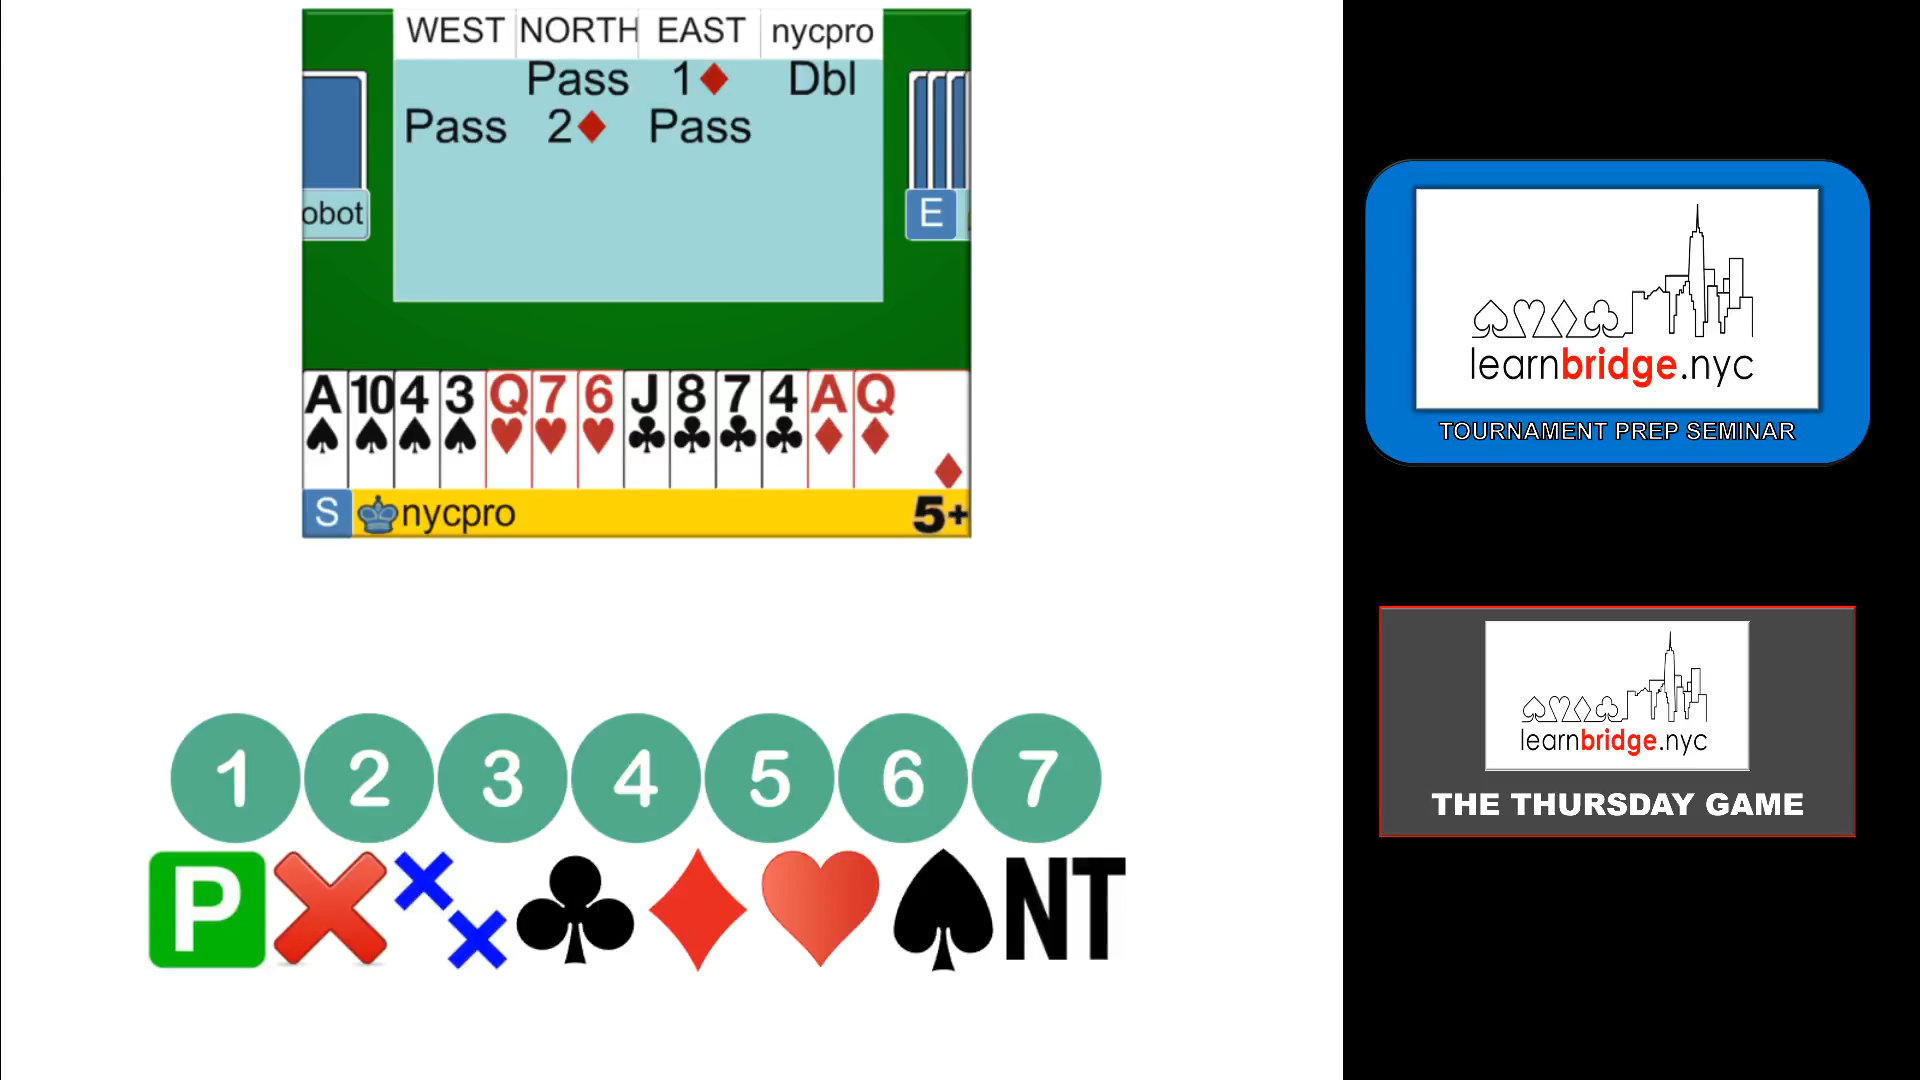 WEST NORTH EAST nycpro
Pass 1♦ Dbl
Pass 2♦ Pass
obot
E
A 10 4 3 Q 7 6 J 8 7 4 A Q
♠ ♠ ♠ ♠ ♥ ♥ ♥ ♣ ♣ ♣ ♣ ♦ ♦
S nycpro 5+
1 2 3 4 5 6 7
P ♣ ♦ ♥ ♠ NT
learnbridge.nyc
TOURNAMENT PREP SEMINAR
learnbridge.nyc
THE THURSDAY GAME